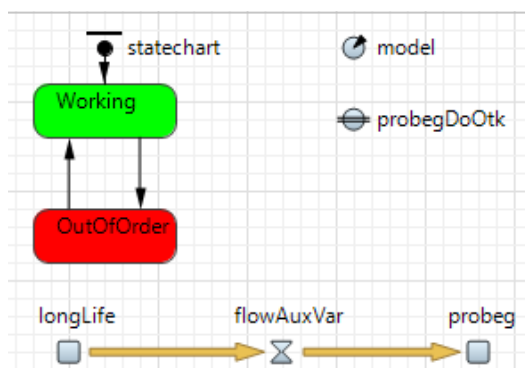 statechart
model
Working
probegDoOtk
OutOfOrder
longLife
flowAuxVar
probeg